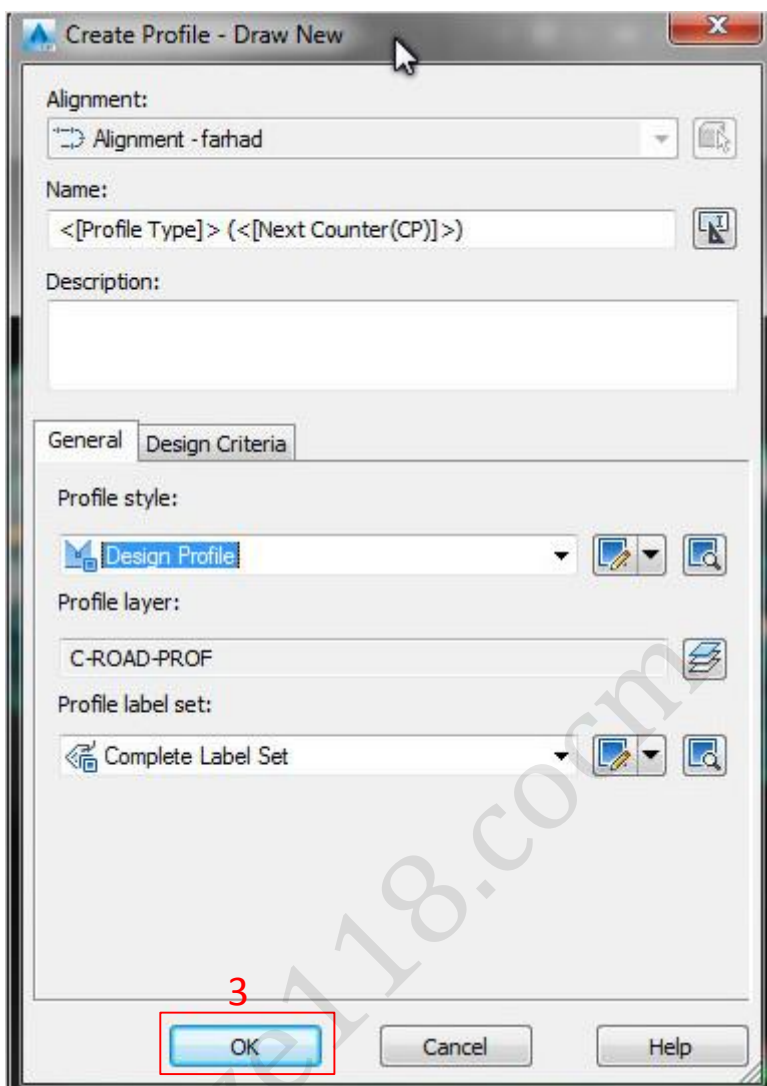 Create Profile - Draw New
Alignment:
Alignment - farhad
Name:
<[Profile Type]> (<[Next Counter(CP)]>)
Description:
General Design Criteria
Profile style:
Design Profile
Profile layer:
C-ROAD-PROF
Profile label set:
Complete Label Set
3
OK Cancel Help